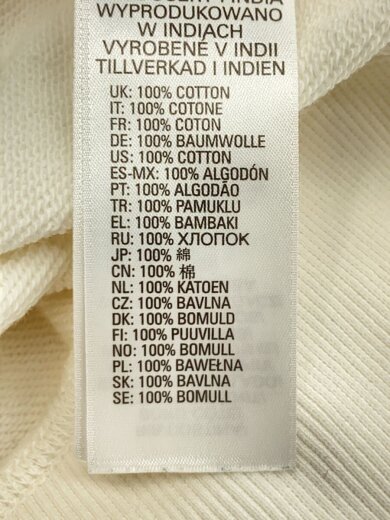 WYPRODUKOWANO
W INDIACH
VYROBENÉ V INDII
TILLVERKAD I INDIEN
UK: 100% COTTON
IT: 100% COTONE
FR: 100% COTON
DE: 100% BAUMWOLLE
US: 100% COTTON
ES-MX: 100% ALGODÓN
PT: 100% ALGODÃO
TR: 100% PAMUKLU
EL: 100% BAMBAKI
RU: 100% ХЛОПОК
JP: 100% 綿
CN: 100% 棉
NL: 100% KATOEN
CZ: 100% BAVLNA
DK: 100% BOMULD
FI: 100% PUUVILLA
NO: 100% BOMULL
PL: 100% BAWEŁNA
SK: 100% BAVLNA
SE: 100% BOMULL